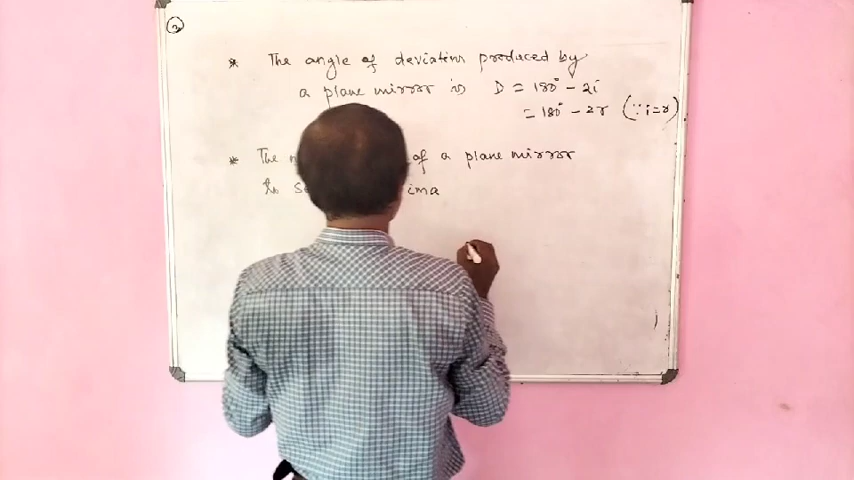 2
* The angle of deviation produced by
a plane mirror is D = 180° - 2i
= 180° - 2r (∵ i = r)
* The of a plane mirror
to ima